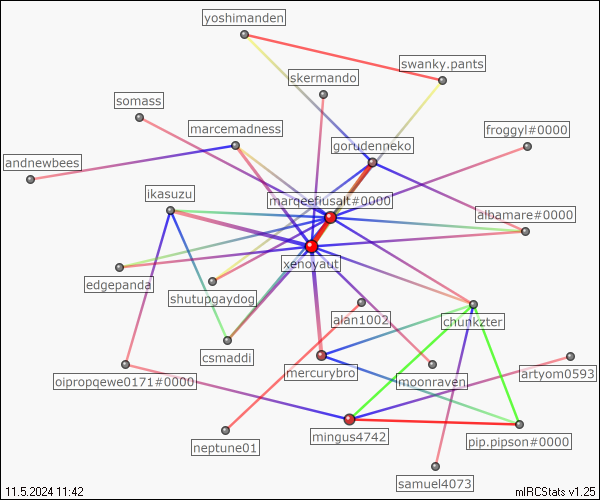 yoshimanden
swanky.pants
skermando
somass
marcemadness
froggyl#0000
gorudenneko
andnewbees
ikasuzu
marqeefiusalt#0000
albamare#0000
xenoyaut
edgepanda
shutupgaydog
alan1002
chunkzter
csmaddi
mercurybro
oipropqewe0171#0000
moonraven
artyom0593
neptune01
mingus4742
pip.pipson#0000
samuel4073
11.5.2024 11:42
mIRCStats v1.25